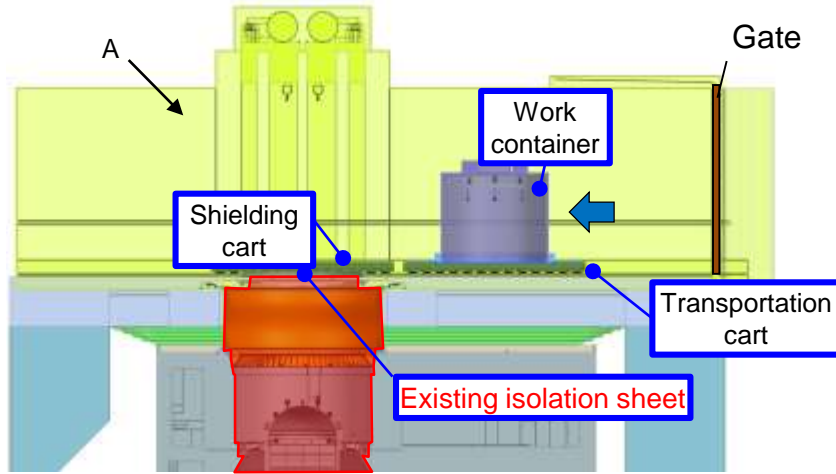 A
Gate
Work
container
Shielding
cart
Transportation
cart
Existing isolation sheet